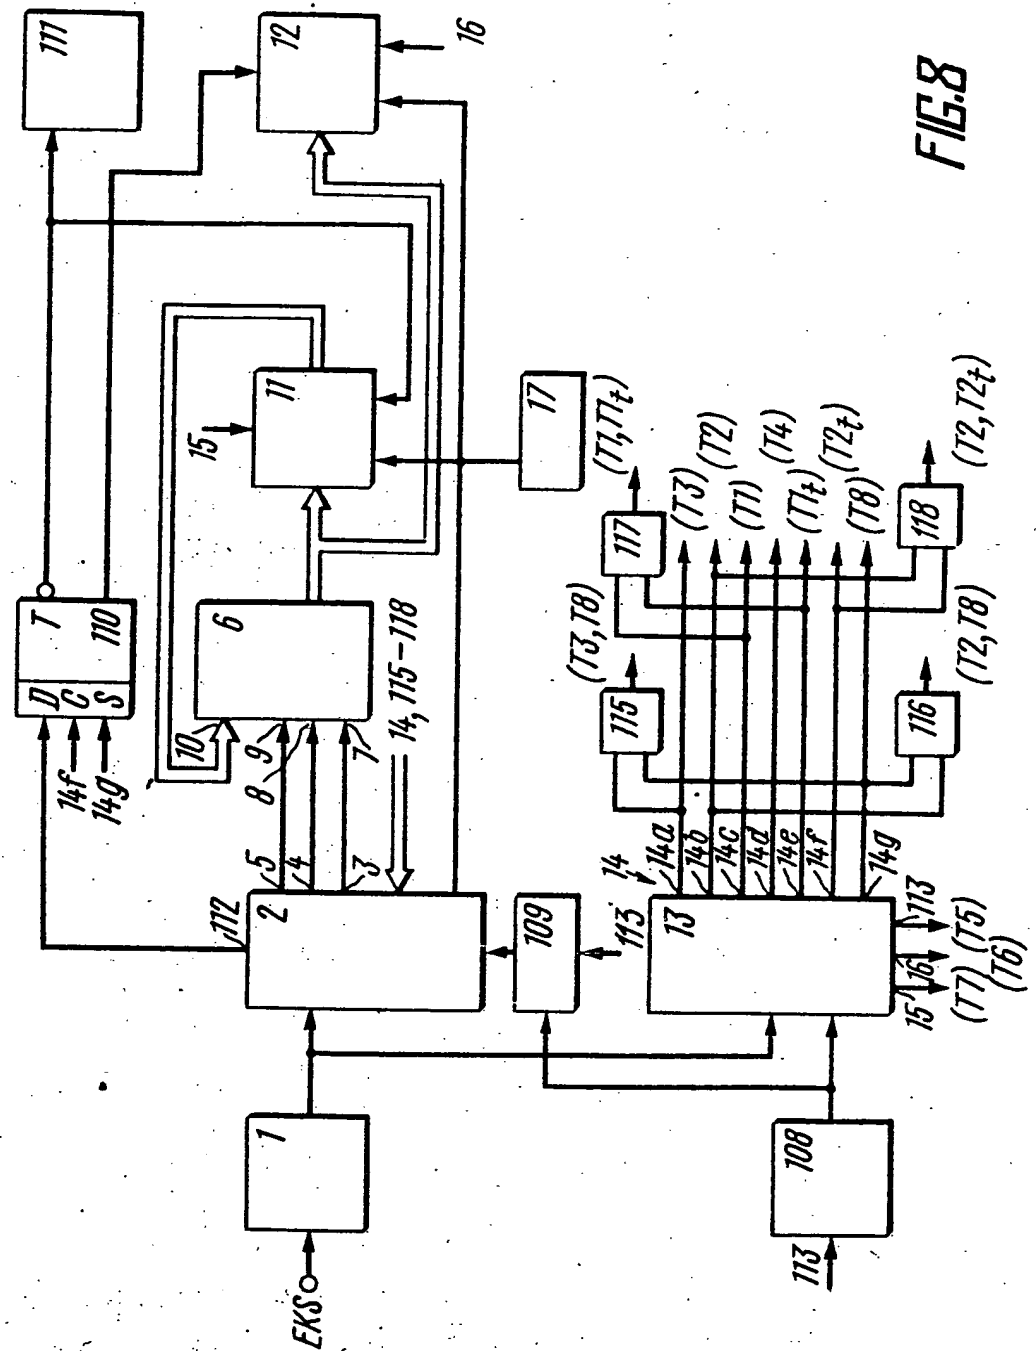 111
12
16
11
15
17
T
110
D
C
S
14f
14g
6
10
9
8
7
14, 115–118
5
4
3
112
2
109
113
1
EKS
(T1, T1t)
117
(T3)
(T2)
(T1)
(T4)
(T1t)
(T2t)
(T8)
118
(T2, T2t)
(T3, T8)
115
116
(T2, T8)
14
14a
14b
14c
14d
14e
14f
14g
13
113
(T5)
16
(T6)
15
(T7)
108
113
FIG.8